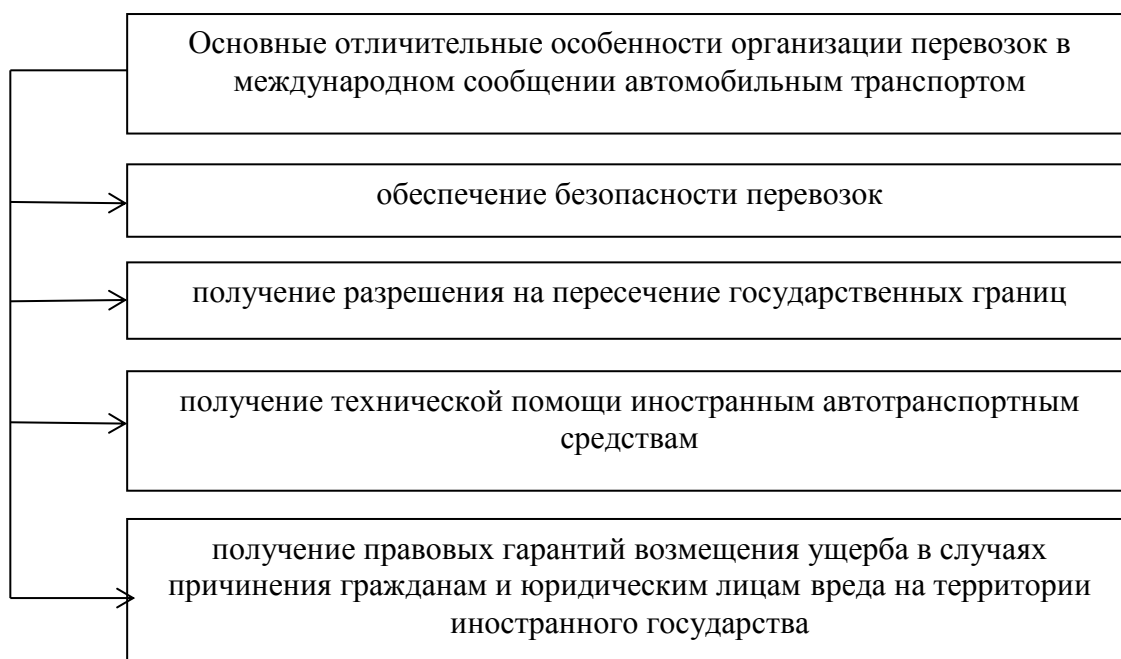 Основные отличительные особенности организации перевозок в
международном сообщении автомобильным транспортом
обеспечение безопасности перевозок
получение разрешения на пересечение государственных границ
получение технической помощи иностранным автотранспортным
средствам
получение правовых гарантий возмещения ущерба в случаях
причинения гражданам и юридическим лицам вреда на территории
иностранного государства